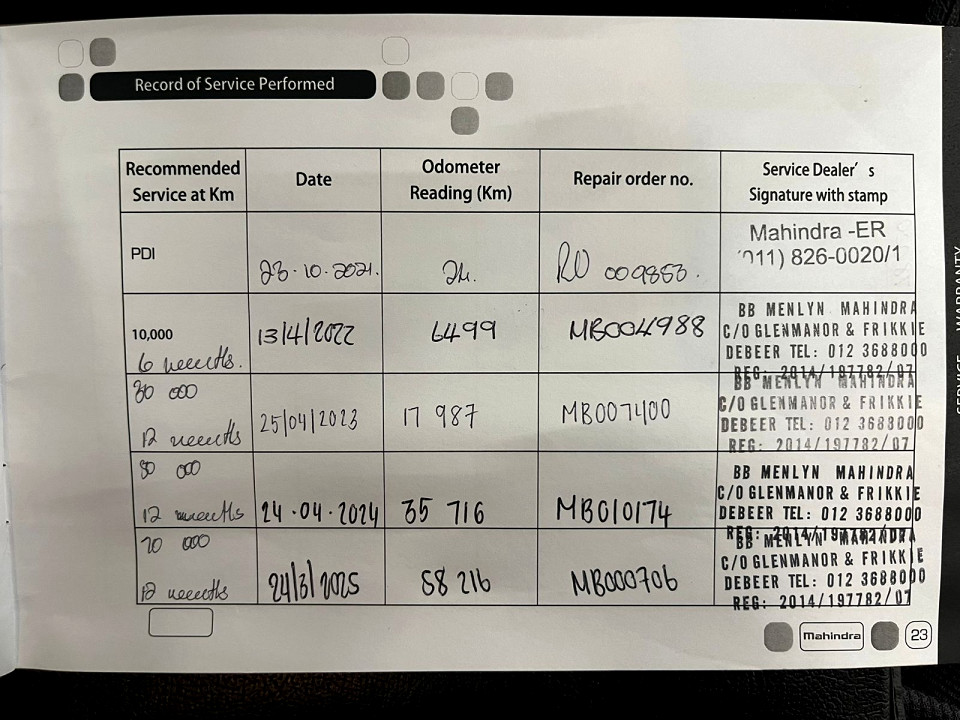 Record of Service Performed
Recommended Service at Km
Date
Odometer Reading (Km)
Repair order no.
Service Dealer' s Signature with stamp
PDI
23·10·2021.
24.
RO 009853.
Mahindra -ER
011) 826-0020/1
10,000
6 months.
13/4/2022
6499
MB004988
BB MENLYN MAHINDRA
C/O GLENMANOR & FRIKKIE
DEBEER TEL: 012 3688000
REG: 2014/197782/07
000
12 months
25/04/2023
17 987
MB007400
BB MENLYN MAHINDRA
C/O GLENMANOR & FRIKKIE
DEBEER TEL: 012 3688000
REG: 2014/197782/07
000
12 months
24·04·2024
35 716
MB010174
BB MENLYN MAHINDRA
C/O GLENMANOR & FRIKKIE
DEBEER TEL: 012 3688000
REG: 2014/197782/07
000
12 months
24/3/2025
58 216
MB000706
BB MENLYN MAHINDRA
C/O GLENMANOR & FRIKKIE
DEBEER TEL: 012 3688000
REG: 2014/197782/07
Mahindra
23
SERVICE WARRANTY